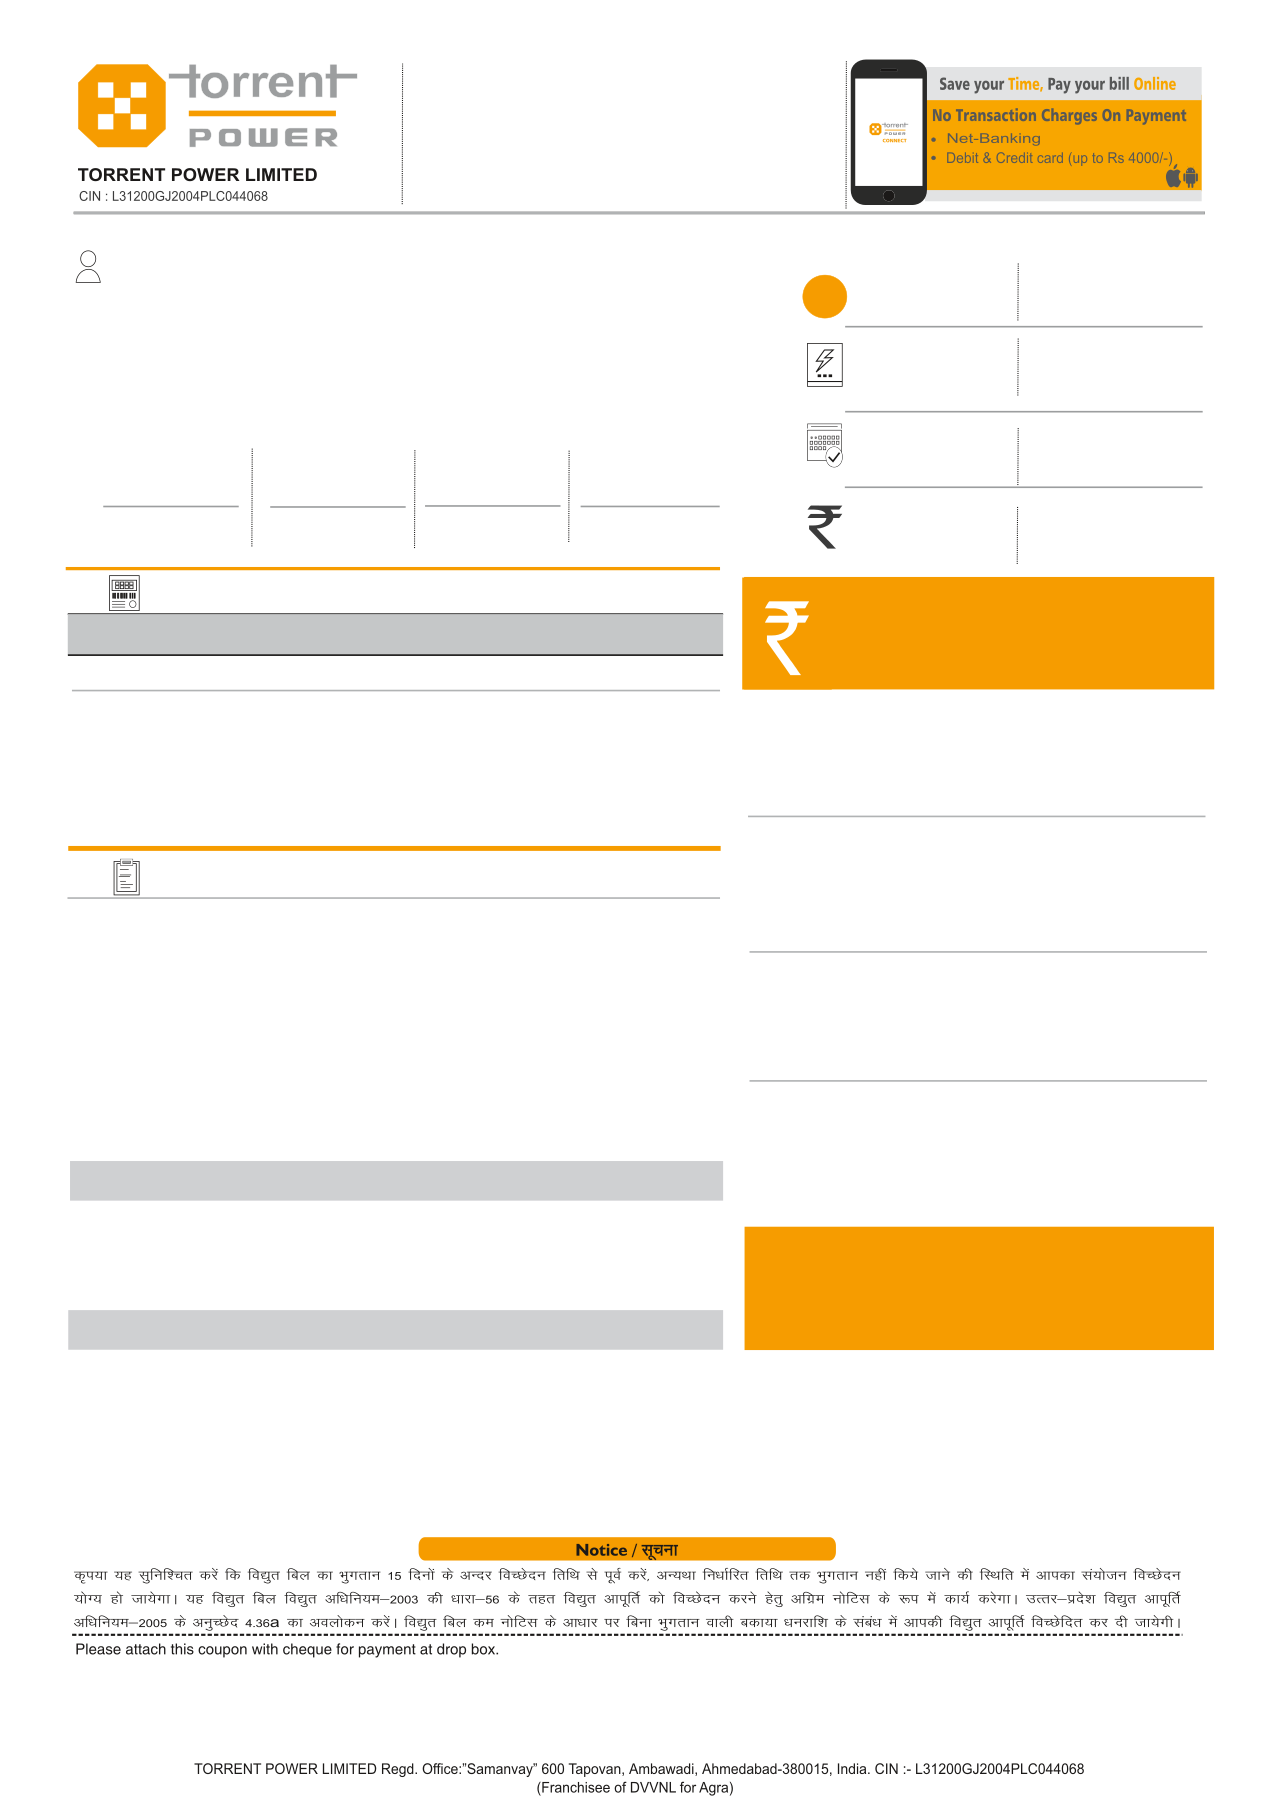 torrent
POWER
TORRENT POWER LIMITED
CIN : L31200GJ2004PLC044068
torrent
POWER
CONNECT
Save your Time, Pay your bill Online
No Transaction Charges On Payment
• Net-Banking
• Debit & Credit card (up to Rs 4000/-)
₹
₹
Notice / सूचना
कृपया यह सुनिश्चित करें कि विद्युत बिल का भुगतान 15 दिनों के अन्दर विच्छेदन तिथि से पूर्व करें, अन्यथा निर्धारित तिथि तक भुगतान नहीं किये जाने की स्थिति में आपका संयोजन विच्छेदन
योग्य हो जायेगा। यह विद्युत बिल विद्युत अधिनियम–2003 की धारा–56 के तहत विद्युत आपूर्ति को विच्छेदन करने हेतु अग्रिम नोटिस के रूप में कार्य करेगा। उत्तर–प्रदेश विद्युत आपूर्ति
अधिनियम–2005 के अनुच्छेद 4.36a का अवलोकन करें। विद्युत बिल कम नोटिस के आधार पर बिना भुगतान वाली बकाया धनराशि के संबंध में आपकी विद्युत आपूर्ति विच्छेदित कर दी जायेगी।
Please attach this coupon with cheque for payment at drop box.
TORRENT POWER LIMITED Regd. Office:”Samanvay” 600 Tapovan, Ambawadi, Ahmedabad-380015, India. CIN :- L31200GJ2004PLC044068
(Franchisee of DVVNL for Agra)